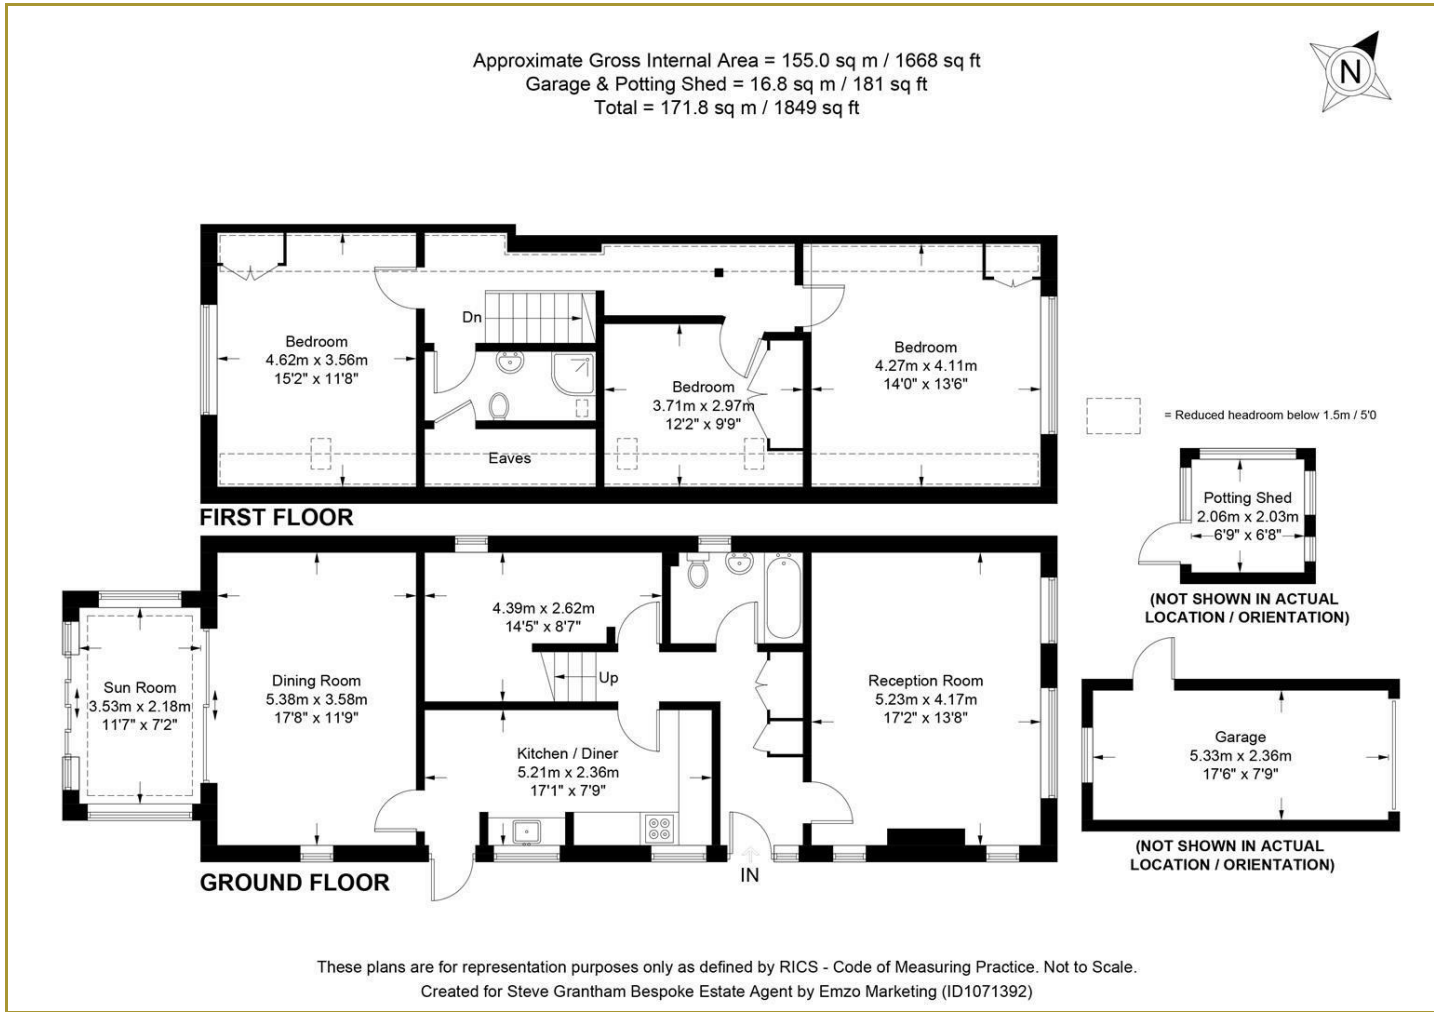 Approximate Gross Internal Area = 155.0 sq m / 1668 sq ft
Garage & Potting Shed = 16.8 sq m / 181 sq ft
Total = 171.8 sq m / 1849 sq ft
N
Bedroom
4.62m x 3.56m
15'2" x 11'8"
Dn
Eaves
Bedroom
3.71m x 2.97m
12'2" x 9'9"
Bedroom
4.27m x 4.11m
14'0" x 13'6"
= Reduced headroom below 1.5m / 5'0
FIRST FLOOR
Potting Shed
2.06m x 2.03m
6'9" x 6'8"
(NOT SHOWN IN ACTUAL
LOCATION / ORIENTATION)
Sun Room
3.53m x 2.18m
11'7" x 7'2"
Dining Room
5.38m x 3.58m
17'8" x 11'9"
4.39m x 2.62m
14'5" x 8'7"
Up
Kitchen / Diner
5.21m x 2.36m
17'1" x 7'9"
Reception Room
5.23m x 4.17m
17'2" x 13'8"
Garage
5.33m x 2.36m
17'6" x 7'9"
(NOT SHOWN IN ACTUAL
LOCATION / ORIENTATION)
IN
GROUND FLOOR
These plans are for representation purposes only as defined by RICS - Code of Measuring Practice. Not to Scale.
Created for Steve Grantham Bespoke Estate Agent by Emzo Marketing (ID1071392)